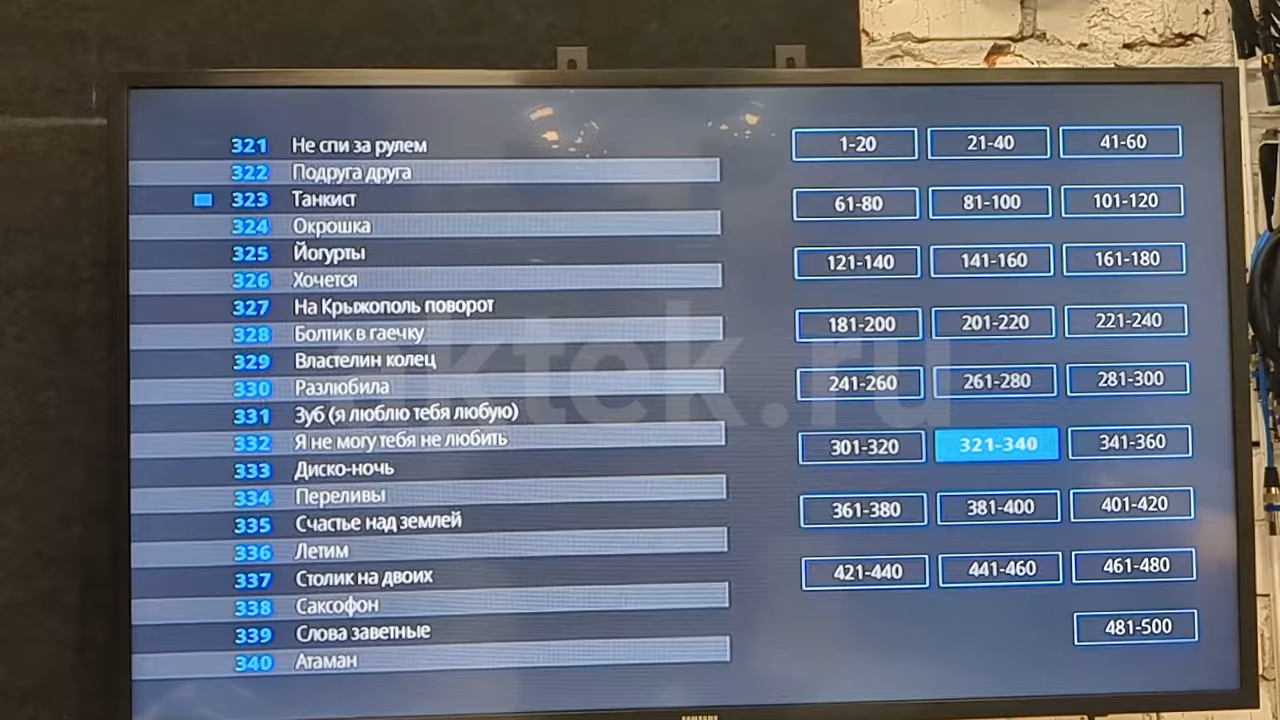 321 Не спи за рулем
322 Подруга друга
323 Танкист
324 Окрошка
325 Йогурты
326 Хочется
327 На Крыжополь поворот
328 Болтик в гаечку
329 Властелин колец
330 Разлюбила
331 Зуб (я люблю тебя любую)
332 Я не могу тебя не любить
333 Диско-ночь
334 Переливы
335 Счастье над землей
336 Летим
337 Столик на двоих
338 Саксофон
339 Слова заветные
340 Атаман
1-20 21-40 41-60
61-80 81-100 101-120
121-140 141-160 161-180
181-200 201-220 221-240
241-260 261-280 281-300
301-320 321-340 341-360
361-380 381-400 401-420
421-440 441-460 461-480
481-500
SAMSUNG